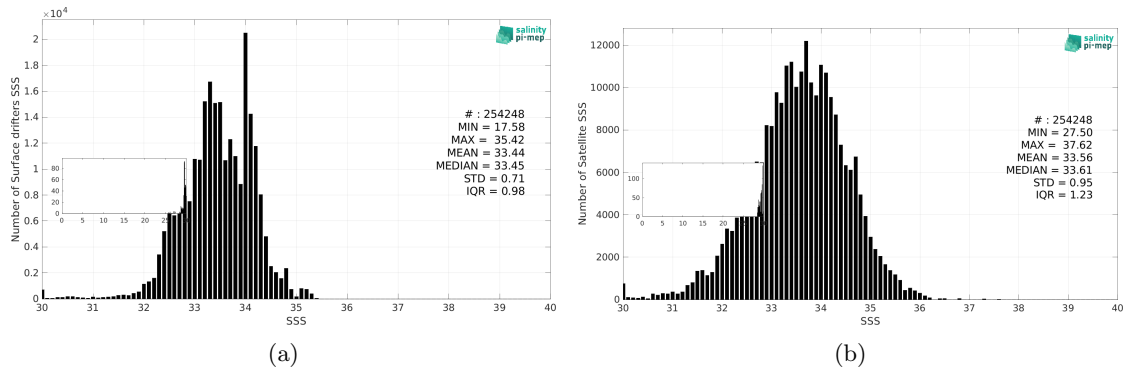 ×10⁴
2
1.8
1.6
1.4
1.2
1
0.8
0.6
0.4
0.2
0
Number of Surface drifters SSS
30 31 32 33 34 35 36 37 38 39 40
SSS
salinity
pi-mep
# : 254248
MIN = 17.58
MAX = 35.42
MEAN = 33.44
MEDIAN = 33.45
STD = 0.71
IQR = 0.98
80
60
40
20
0
0 5 10 15 20
(a)
12000
10000
8000
6000
4000
2000
0
Number of Satellite SSS
30 31 32 33 34 35 36 37 38 39 40
SSS
salinity
pi-mep
# : 254248
MIN = 27.50
MAX = 37.62
MEAN = 33.56
MEDIAN = 33.61
STD = 0.95
IQR = 1.23
100
50
0
0 5 10 15 20
(b)